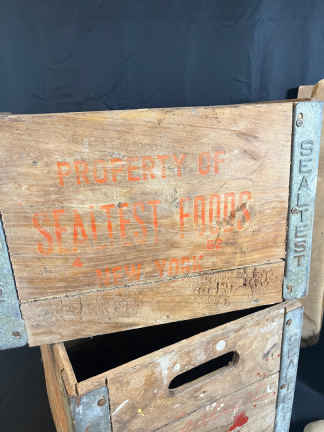 PROPERTY OF
SEALTEST FOODS
NEW YORK
SEALTEST